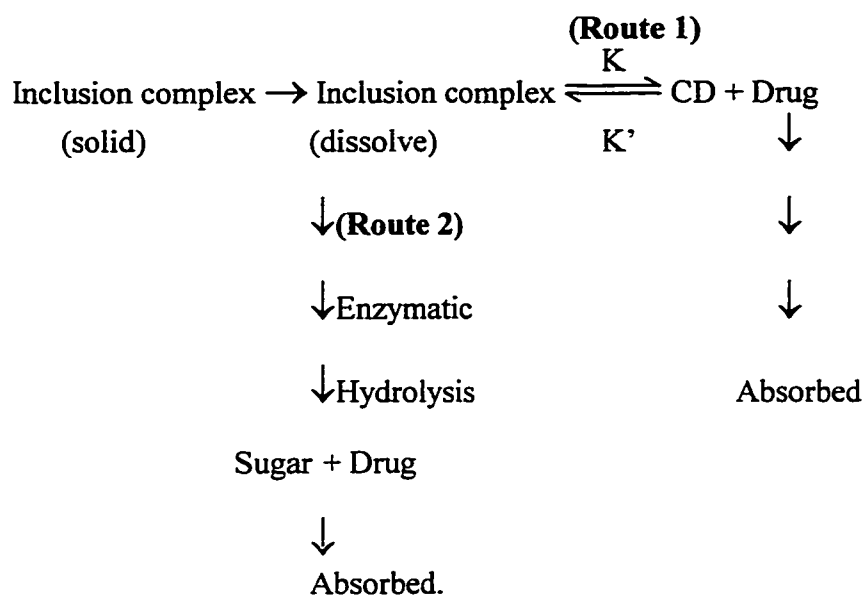 (Route 1)
K
Inclusion complex → Inclusion complex ⇌ CD + Drug
(solid) (dissolve) K' ↓
↓(Route 2) ↓
↓Enzymatic ↓
↓Hydrolysis Absorbed
Sugar + Drug
↓
Absorbed.